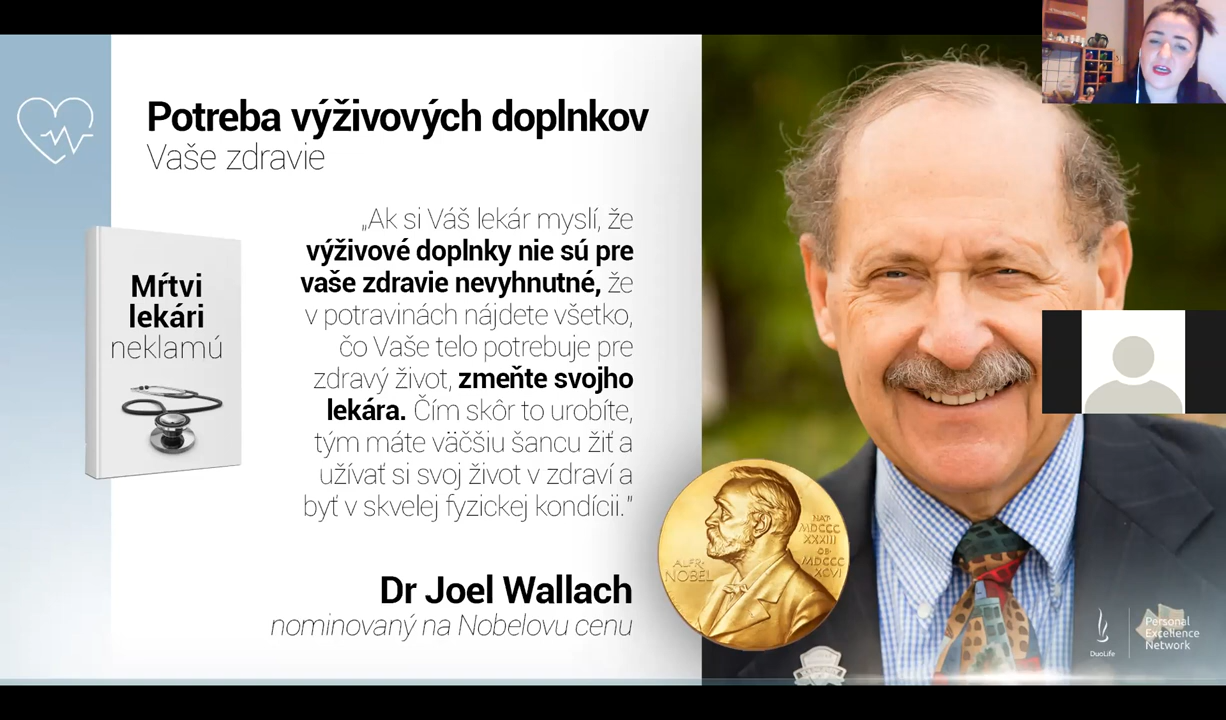 Potreba výživových doplnkov
Vaše zdravie
„Ak si Váš lekár myslí, že
výživové doplnky nie sú pre
vaše zdravie nevyhnutné, že
v potravinách nájdete všetko,
čo Vaše telo potrebuje pre
zdravý život, zmeňte svojho
lekára. Čím skôr to urobíte,
tým máte väčšiu šancu žiť a
užívať si svoj život v zdraví a
byť v skvelej fyzickej kondícii.”
Mŕtvi
lekári
neklamú
Dr Joel Wallach
nominovaný na Nobelovu cenu
ALFR·
NOBEL
NAT·
MDCCC
XXXIII
OB·
MDCCC
XCVI
DuoLife
Personal
Excellence
Network